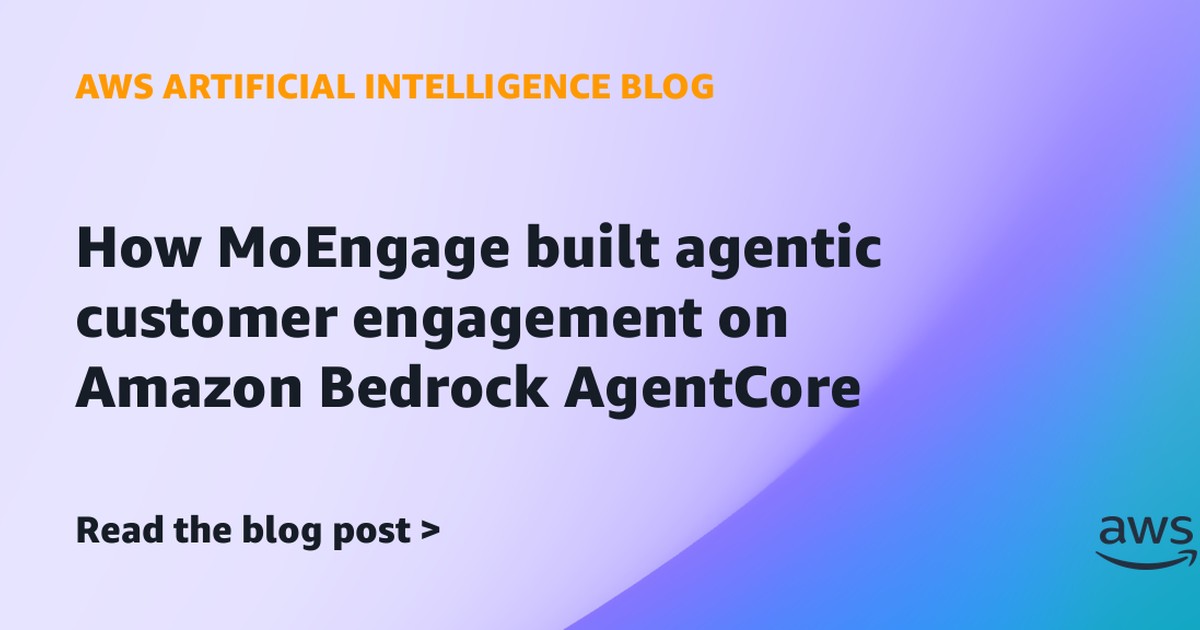 AWS ARTIFICIAL INTELLIGENCE BLOG
How MoEngage built agentic
customer engagement on
Amazon Bedrock AgentCore
Read the blog post >
aws